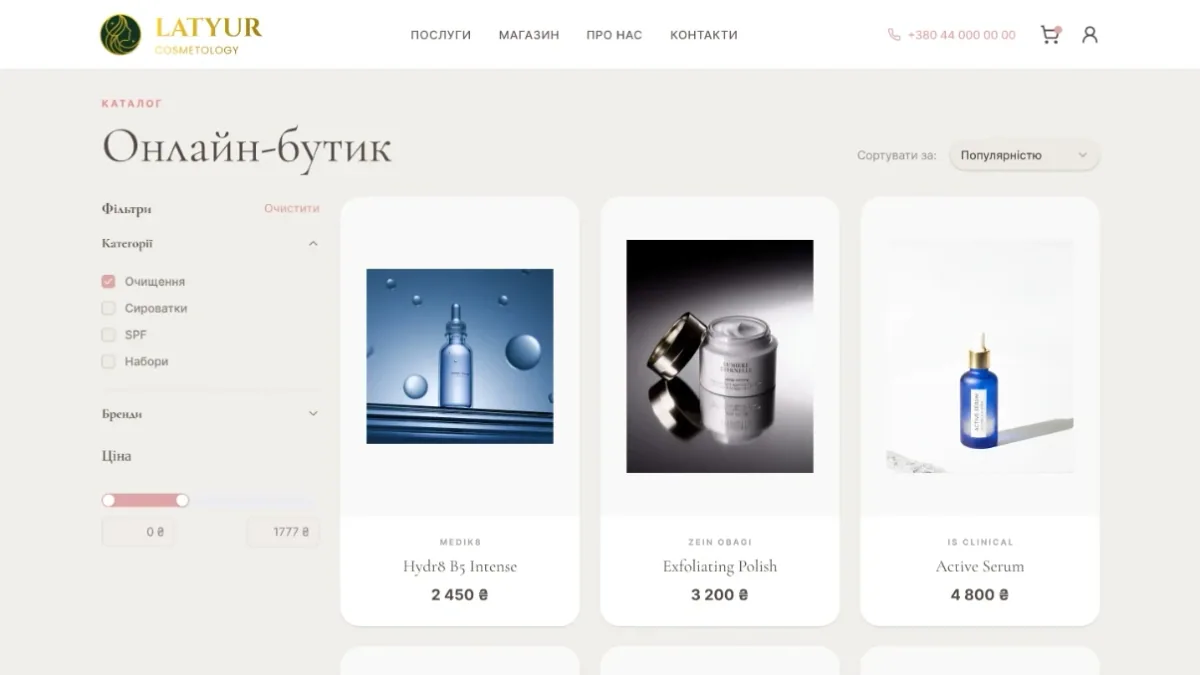 LATYUR
COSMETOLOGY
ПОСЛУГИ
МАГАЗИН
ПРО НАС
КОНТАКТИ
+380 44 000 00 00
КАТАЛОГ
Онлайн-бутик
Сортувати за:
Популярністю
Фільтри
Очистити
Категорії
Очищення
Сироватки
SPF
Набори
Бренди
Ціна
0 ₴
1777 ₴
ACTIVE SERUM
MEDIK8
Hydr8 B5 Intense
2 450 ₴
ZEIN OBAGI
Exfoliating Polish
3 200 ₴
IS CLINICAL
Active Serum
4 800 ₴